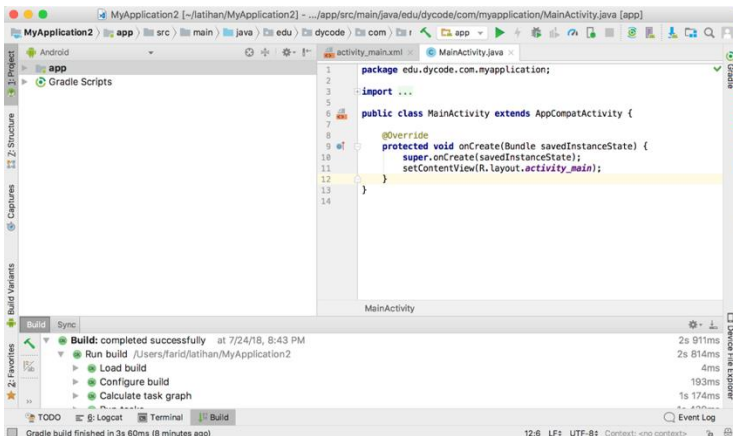 MyApplication2 [~/latihan/MyApplication2] - .../app/src/main/java/edu/dycode/com/myapplication/MainActivity.java [app]
MyApplication2 app src main java edu dycode com app
1: Project
Android
activity_main.xml
MainActivity.java
Gradle
app
Gradle Scripts
Z: Structure
Captures
Build Variants
2: Favorites
1 package edu.dycode.com.myapplication;
2
3 import ...
5
6 public class MainActivity extends AppCompatActivity {
7
8 @Override
9 protected void onCreate(Bundle savedInstanceState) {
10 super.onCreate(savedInstanceState);
11 setContentView(R.layout.activity_main);
12 }
13 }
14
MainActivity
Device File Explorer
Build Sync
Build: completed successfully at 7/24/18, 8:43 PM 2s 911ms
Run build /Users/farid/latihan/MyApplication2 2s 814ms
Load build 4ms
Configure build 193ms
Calculate task graph 1s 174ms
TODO 6: Logcat Terminal Build Event Log
Gradle build finished in 3s 60ms (8 minutes ago) 12:6 LF÷ UTF-8÷ Context: <no context>